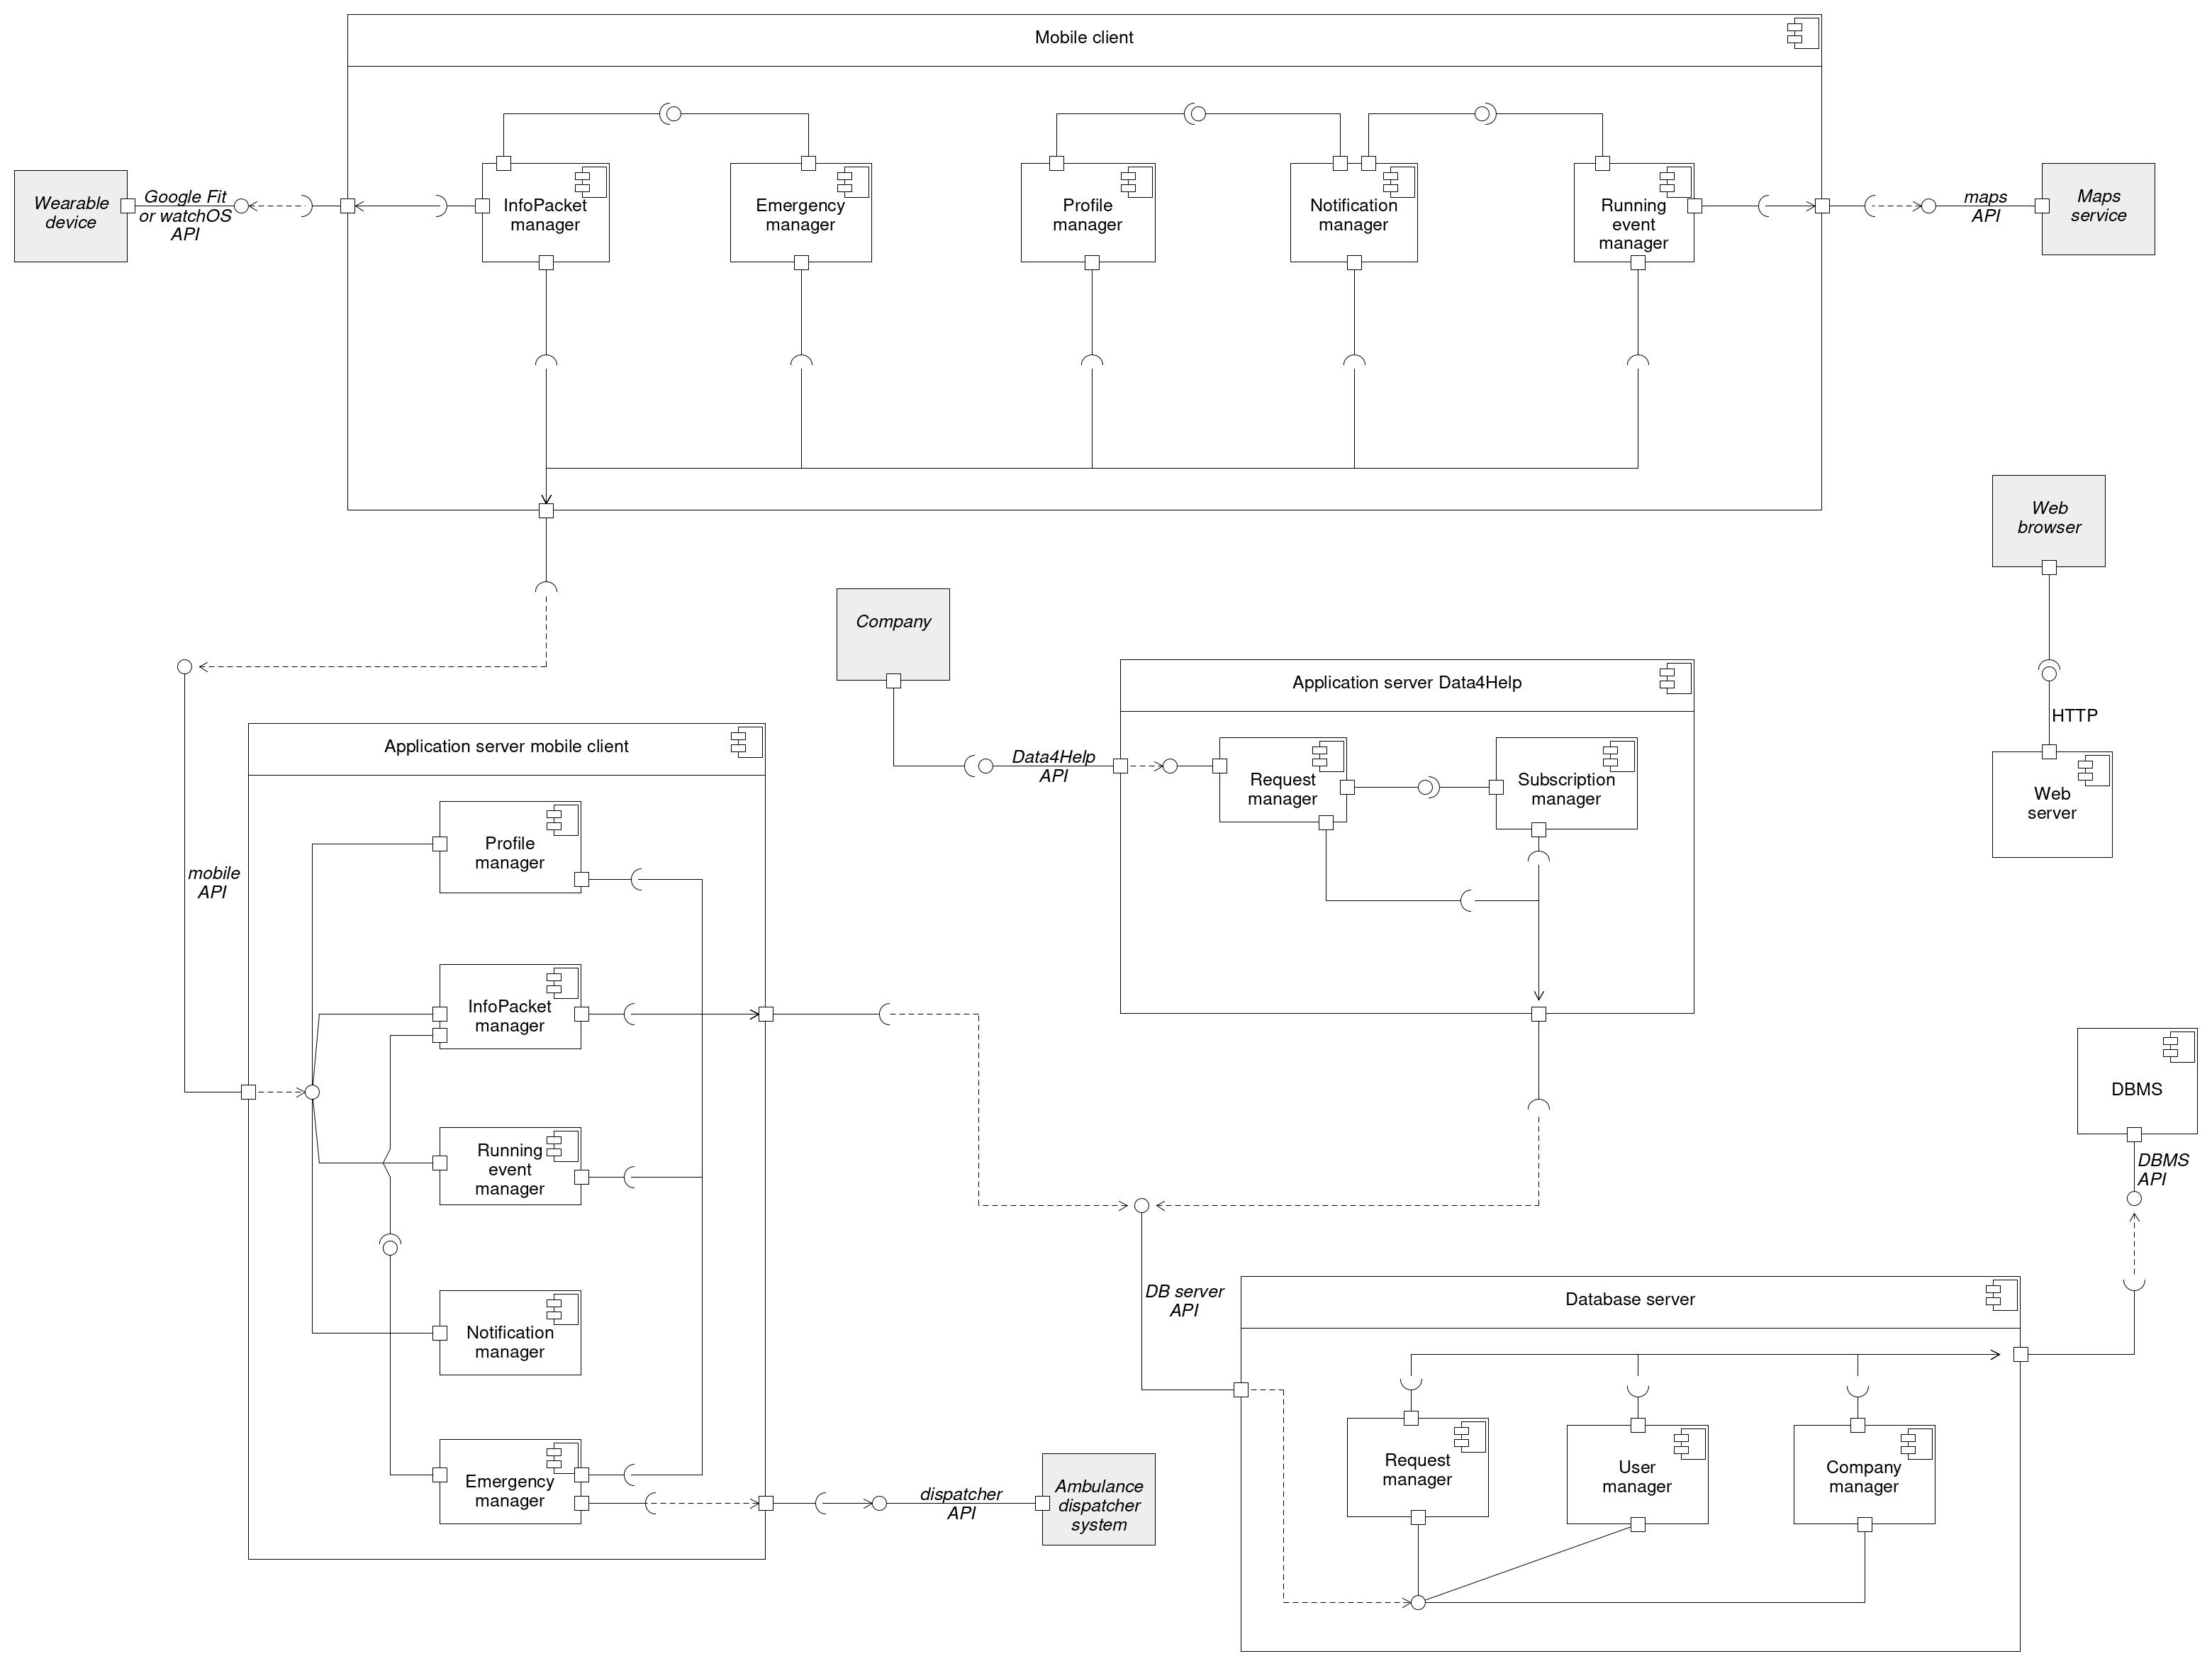 Mobile client
Wearable
device
Google Fit
or watchOS
API
InfoPacket
manager
Emergency
manager
Profile
manager
Notification
manager
Running
event
manager
maps
API
Maps
service
Web
browser
HTTP
Web
server
Company
Data4Help
API
Application server Data4Help
Request
manager
Subscription
manager
mobile
API
Application server mobile client
Profile
manager
InfoPacket
manager
Running
event
manager
Notification
manager
Emergency
manager
dispatcher
API
Ambulance
dispatcher
system
DB server
API
DBMS
DBMS
API
Database server
Request
manager
User
manager
Company
manager